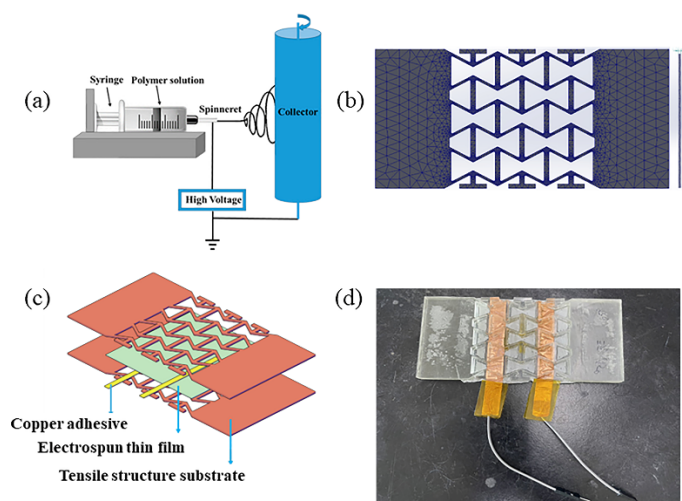 (a)
Syringe
Polymer solution
Spinneret
Collector
High Voltage
(b)
(c)
Copper adhesive
Electrospun thin film
Tensile structure substrate
(d)